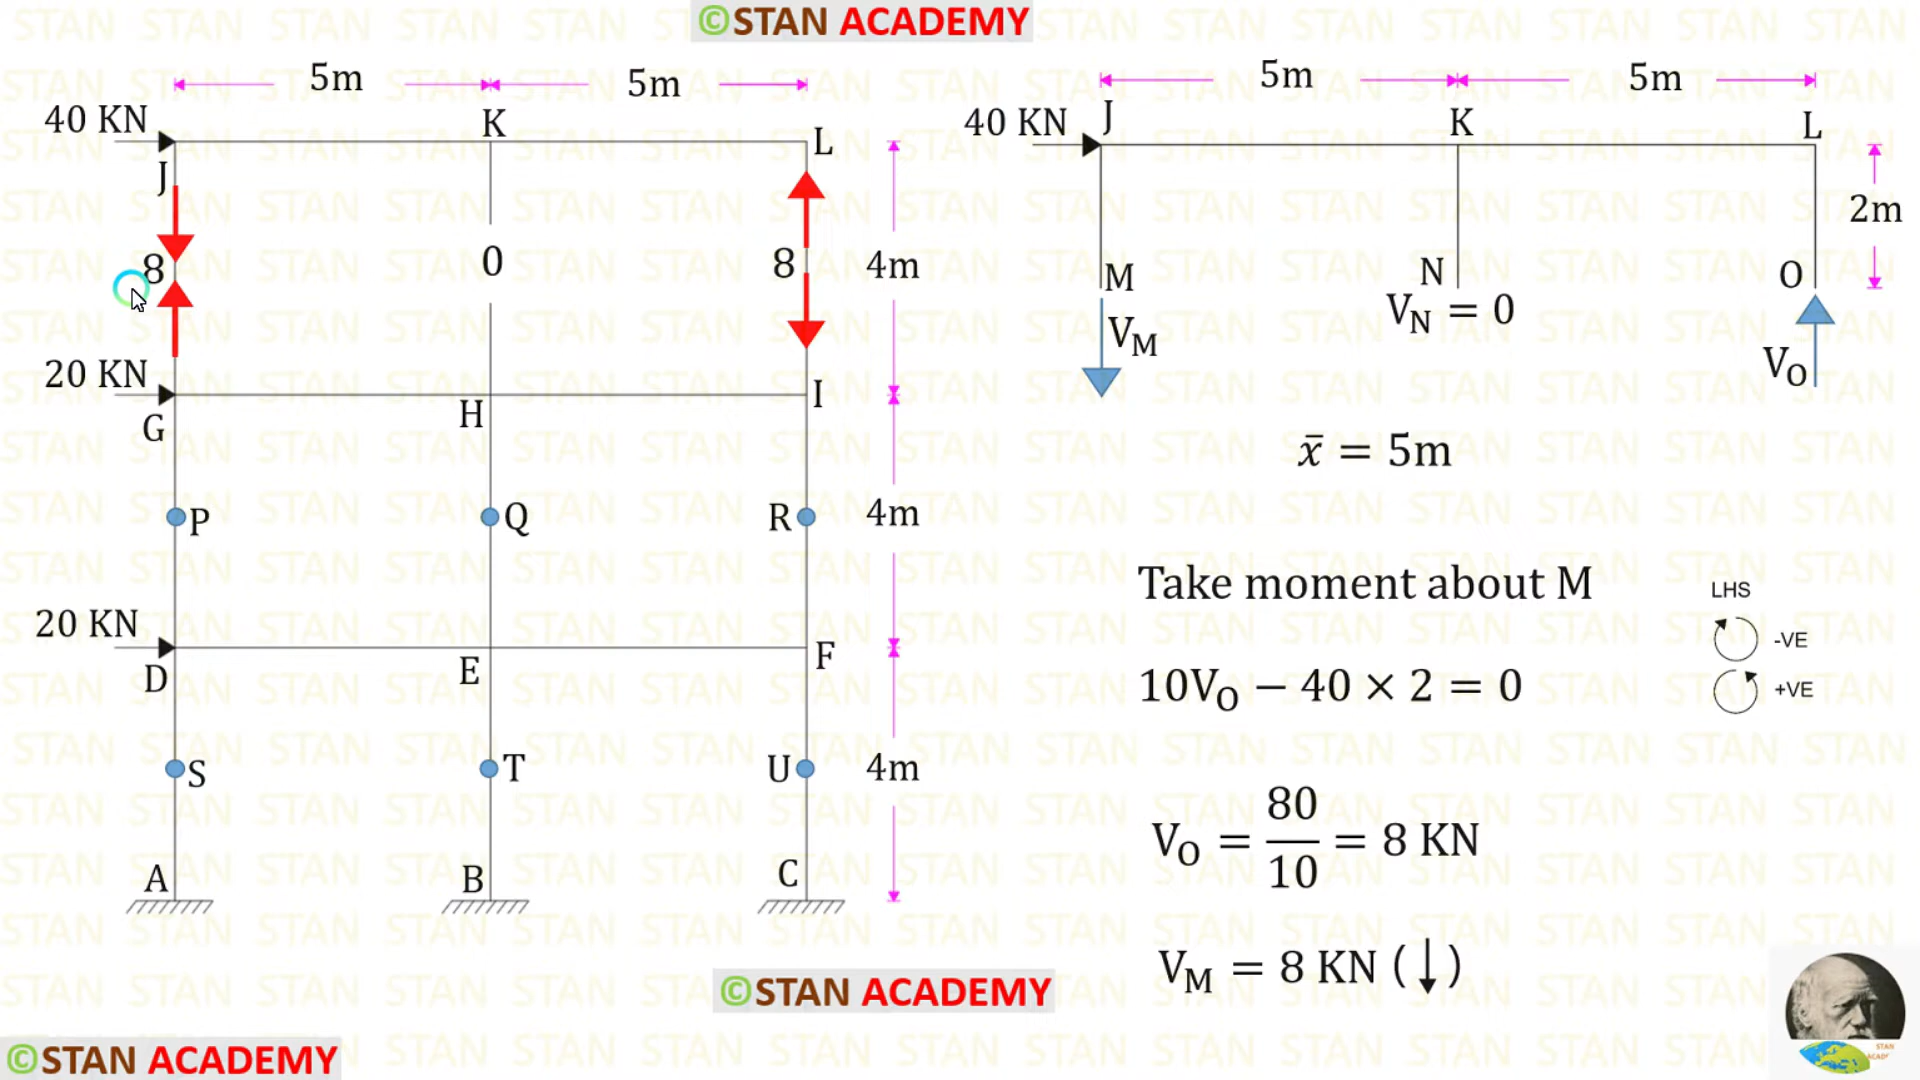 ©STAN ACADEMY
5m
5m
40 KN
K
L
J
8
0
8
4m
20 KN
G
H
I
P
Q
R
4m
20 KN
D
E
F
S
T
U
4m
A
B
C
5m
5m
40 KN
J
K
L
2m
M
N
O
V_M
V_N = 0
V_O
x̄ = 5m
Take moment about M
LHS
-VE
+VE
10V_O − 40 × 2 = 0
V_O = 80/10 = 8 KN
V_M = 8 KN (↓)
©STAN ACADEMY
©STAN ACADEMY
STAN